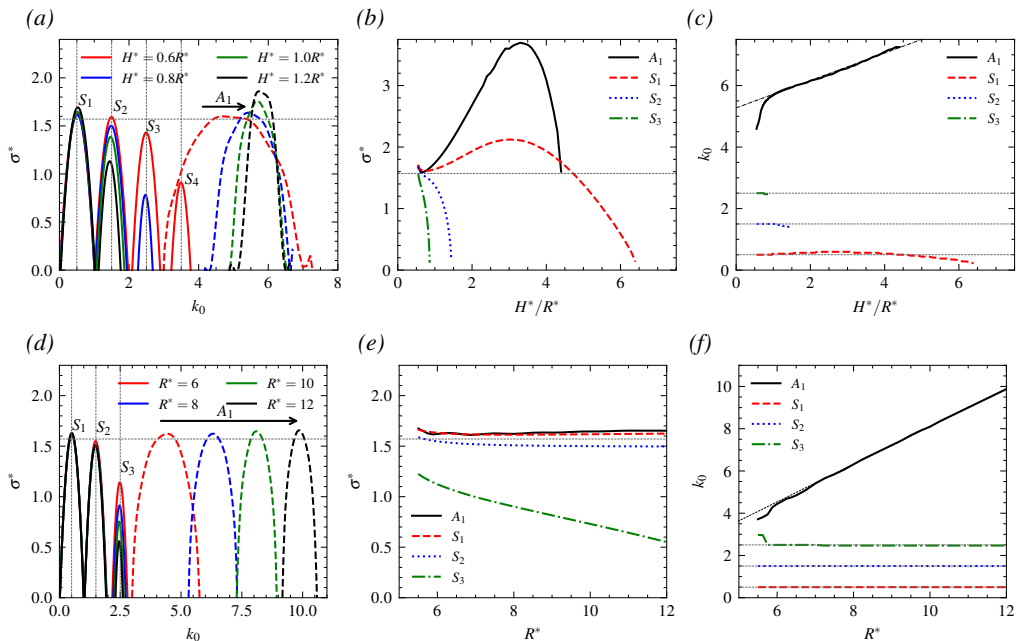 (a)
H* = 0.6R*
H* = 0.8R*
H* = 1.0R*
H* = 1.2R*
S₁
S₂
S₃
S₄
A₁
σ*
0.0
0.5
1.0
1.5
2.0
0
1
2
3
4
5
6
7
8
k₀
(b)
A₁
S₁
S₂
S₃
σ*
0
1
2
3
0
2
4
6
H*/R*
(c)
A₁
S₁
S₂
S₃
k₀
0
2
4
6
0
2
4
6
H*/R*
(d)
R* = 6
R* = 8
R* = 10
R* = 12
S₁
S₂
S₃
A₁
σ*
0.0
0.5
1.0
1.5
2.0
0.0
2.5
5.0
7.5
10.0
k₀
(e)
A₁
S₁
S₂
S₃
σ*
0.0
0.5
1.0
1.5
2.0
6
8
10
12
R*
(f)
A₁
S₁
S₂
S₃
k₀
0
2
4
6
8
10
6
8
10
12
R*